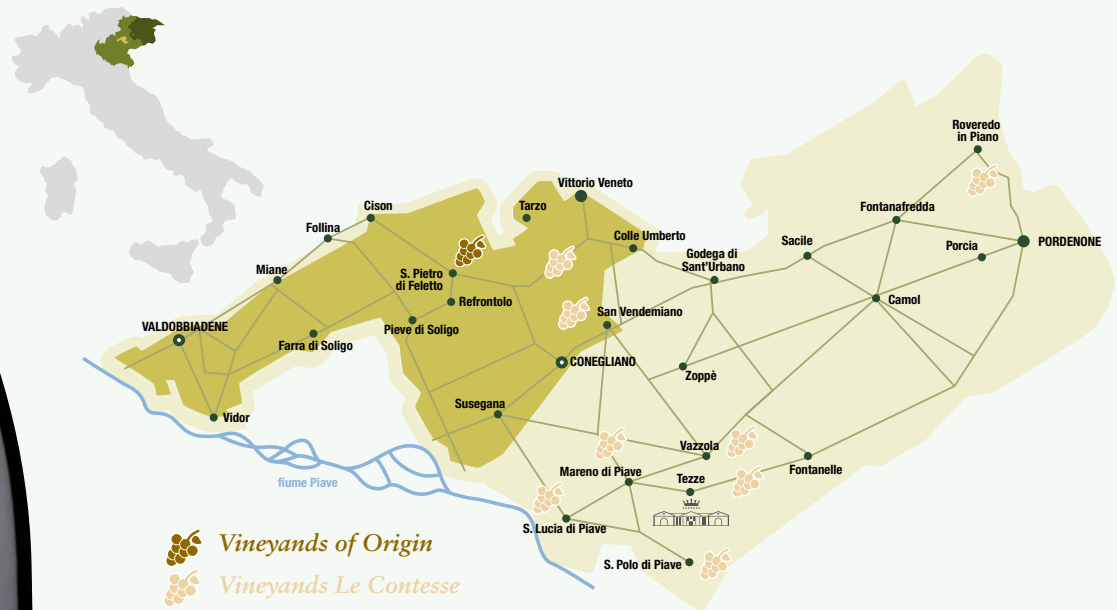 Roveredo
in Piano
Vittorio Veneto
Cison
Tarzo
Fontanafredda
Follina
Colle Umberto
Godega di
Sant'Urbano
Sacile
Porcia
PORDENONE
Miane
S. Pietro
di Feletto
Refrontolo
Camol
San Vendemiano
VALDOBBIADENE
Pieve di Soligo
Farra di Soligo
CONEGLIANO
Zoppè
Susegana
Vidor
Vazzola
Mareno di Piave
Tezze
Fontanelle
fiume Piave
S. Lucia di Piave
S. Polo di Piave
Vineyands of Origin
Vineyands Le Contesse